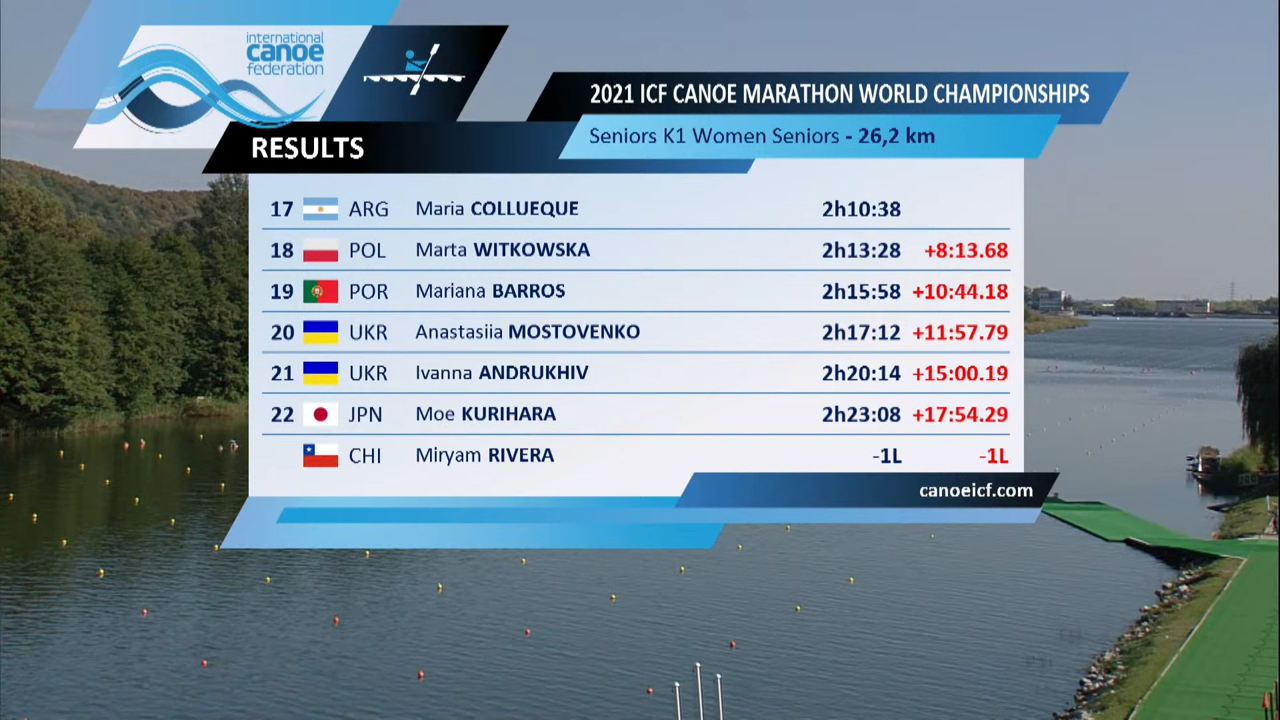 international
canoe
federation
2021 ICF CANOE MARATHON WORLD CHAMPIONSHIPS
Seniors K1 Women Seniors - 26,2 km
RESULTS
17 ARG Maria COLLUEQUE 2h10:38
18 POL Marta WITKOWSKA 2h13:28 +8:13.68
19 POR Mariana BARROS 2h15:58 +10:44.18
20 UKR Anastasiia MOSTOVENKO 2h17:12 +11:57.79
21 UKR Ivanna ANDRUKHIV 2h20:14 +15:00.19
22 JPN Moe KURIHARA 2h23:08 +17:54.29
CHI Miryam RIVERA -1L -1L
canoeicf.com